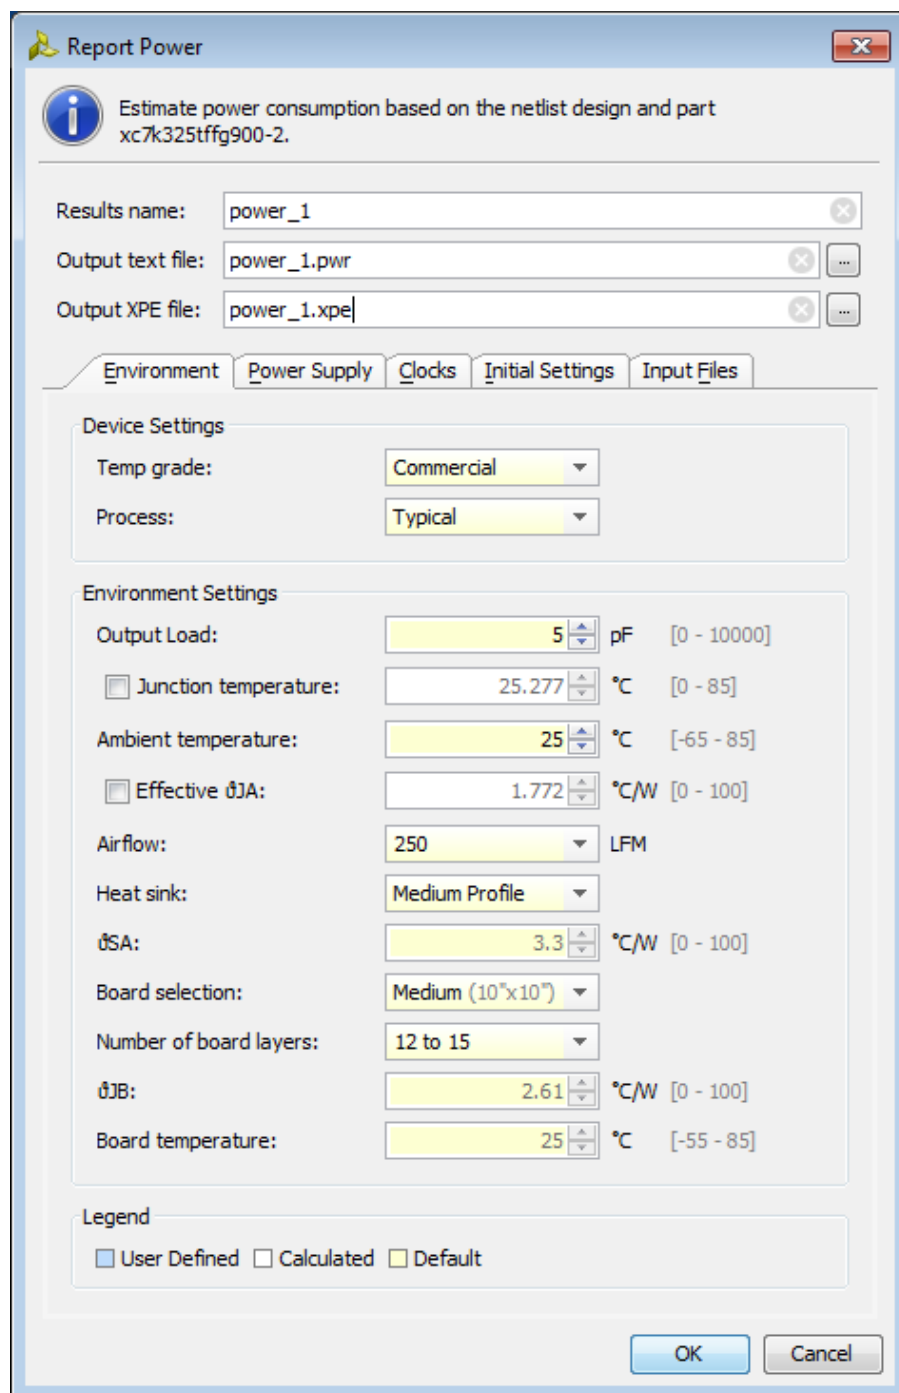 Report Power
Estimate power consumption based on the netlist design and part
xc7k325tffg900-2.
Results name: power_1
Output text file: power_1.pwr ...
Output XPE file: power_1.xpe ...
Environment Power Supply Clocks Initial Settings Input Files
Device Settings
Temp grade: Commercial
Process: Typical
Environment Settings
Output Load: 5 pF [0 - 10000]
Junction temperature: 25.277 °C [0 - 85]
Ambient temperature: 25 °C [-65 - 85]
Effective ϑJA: 1.772 °C/W [0 - 100]
Airflow: 250 LFM
Heat sink: Medium Profile
ϑSA: 3.3 °C/W [0 - 100]
Board selection: Medium (10"x10")
Number of board layers: 12 to 15
ϑJB: 2.61 °C/W [0 - 100]
Board temperature: 25 °C [-55 - 85]
Legend
User Defined Calculated Default
OK Cancel